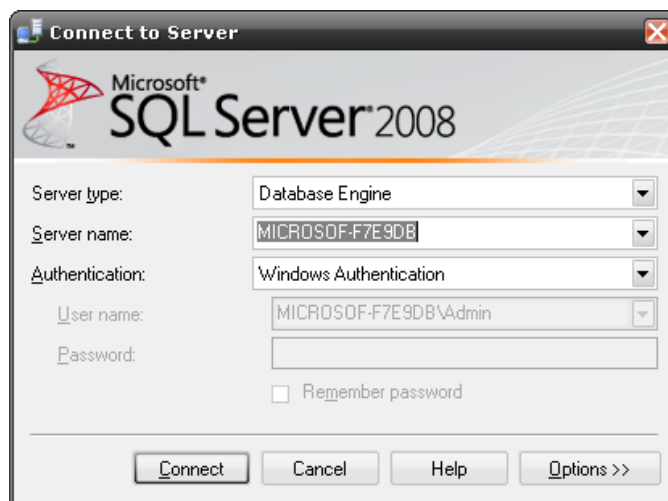 Connect to Server
Microsoft®
SQL Server® 2008
Server type: Database Engine
Server name: MICROSOF-F7E9DB
Authentication: Windows Authentication
User name: MICROSOF-F7E9DB\Admin
Password:
Remember password
Connect Cancel Help Options >>